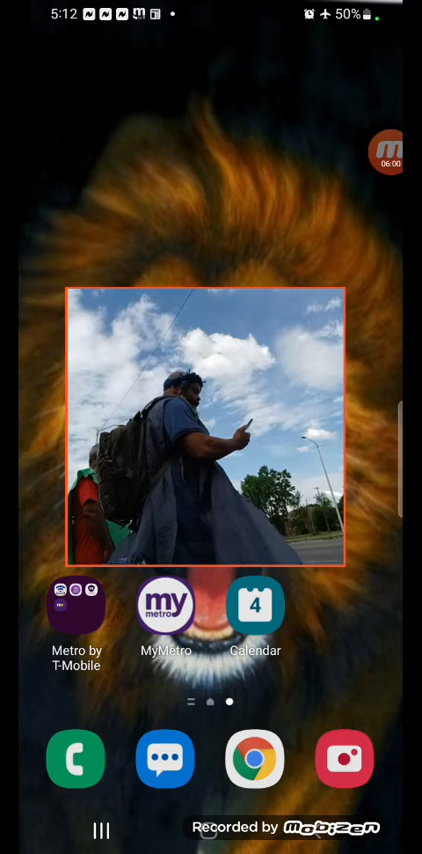 5:12
50%
06:00
my
metro
4
Metro by
T-Mobile
MyMetro
Calendar
Recorded by Mobizen